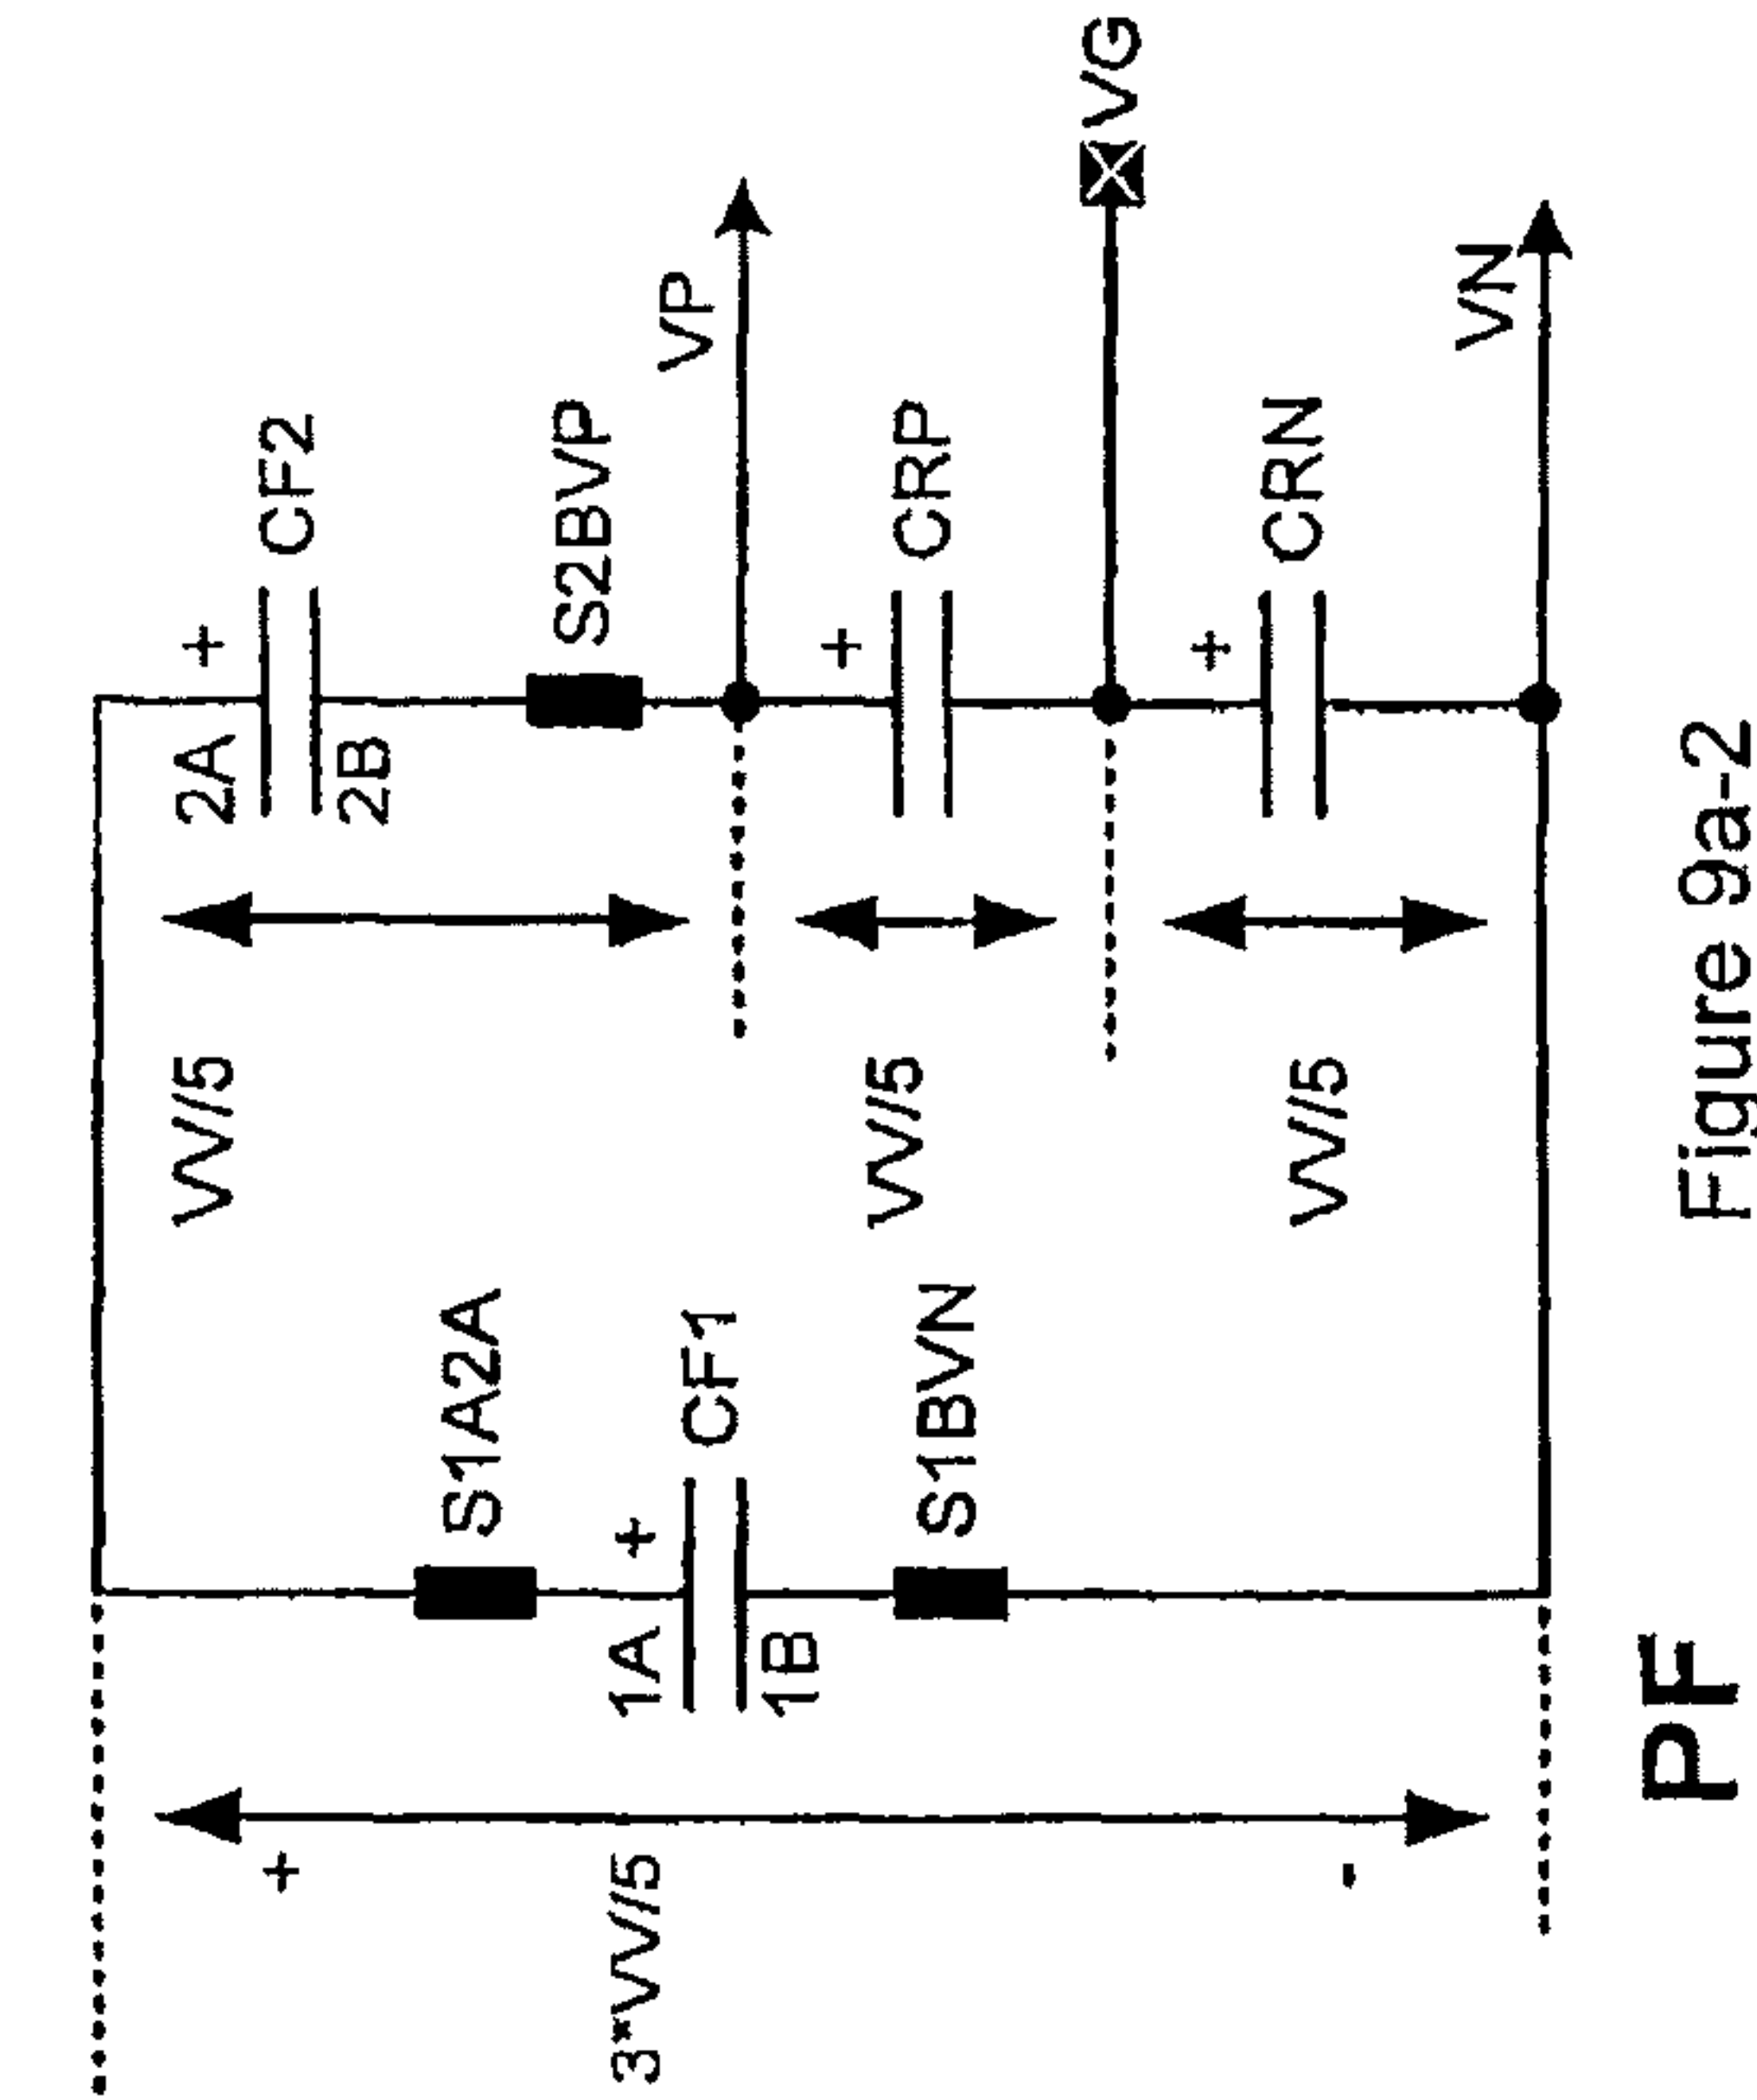 2A
+
CF2
VV/5
2B
S1A2A
S2BVP
VP
3*VV/5
1A
+
CF1
1B
+
VV/5
CRP
S1BVN
VG
+
VV/5
CRN
-
VN
+
PF
Figure 9a-2